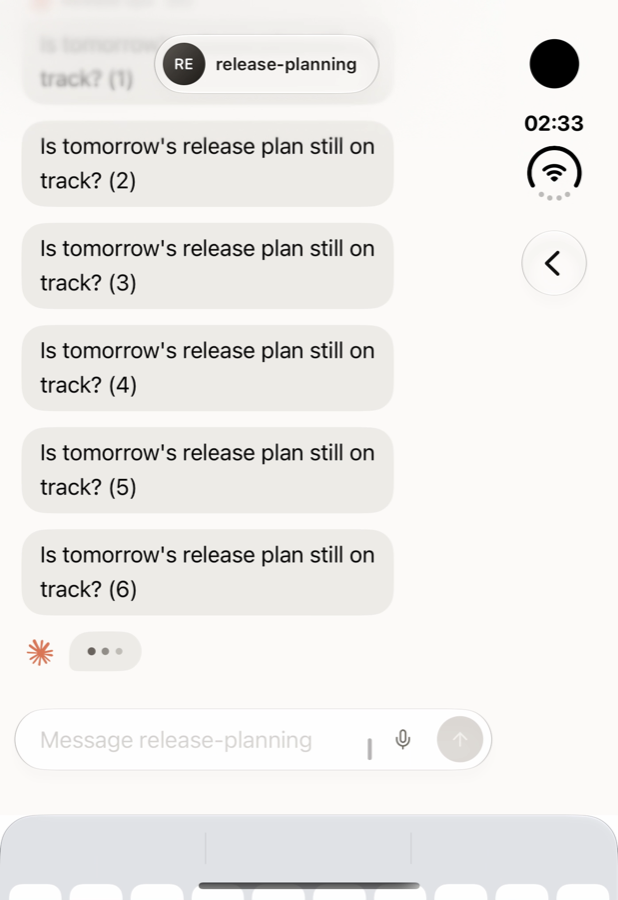 Is tomorrow's
track? (1)
RE
release-planning
02:33
Is tomorrow's release plan still on
track? (2)
Is tomorrow's release plan still on
track? (3)
Is tomorrow's release plan still on
track? (4)
Is tomorrow's release plan still on
track? (5)
Is tomorrow's release plan still on
track? (6)
Message release-planning